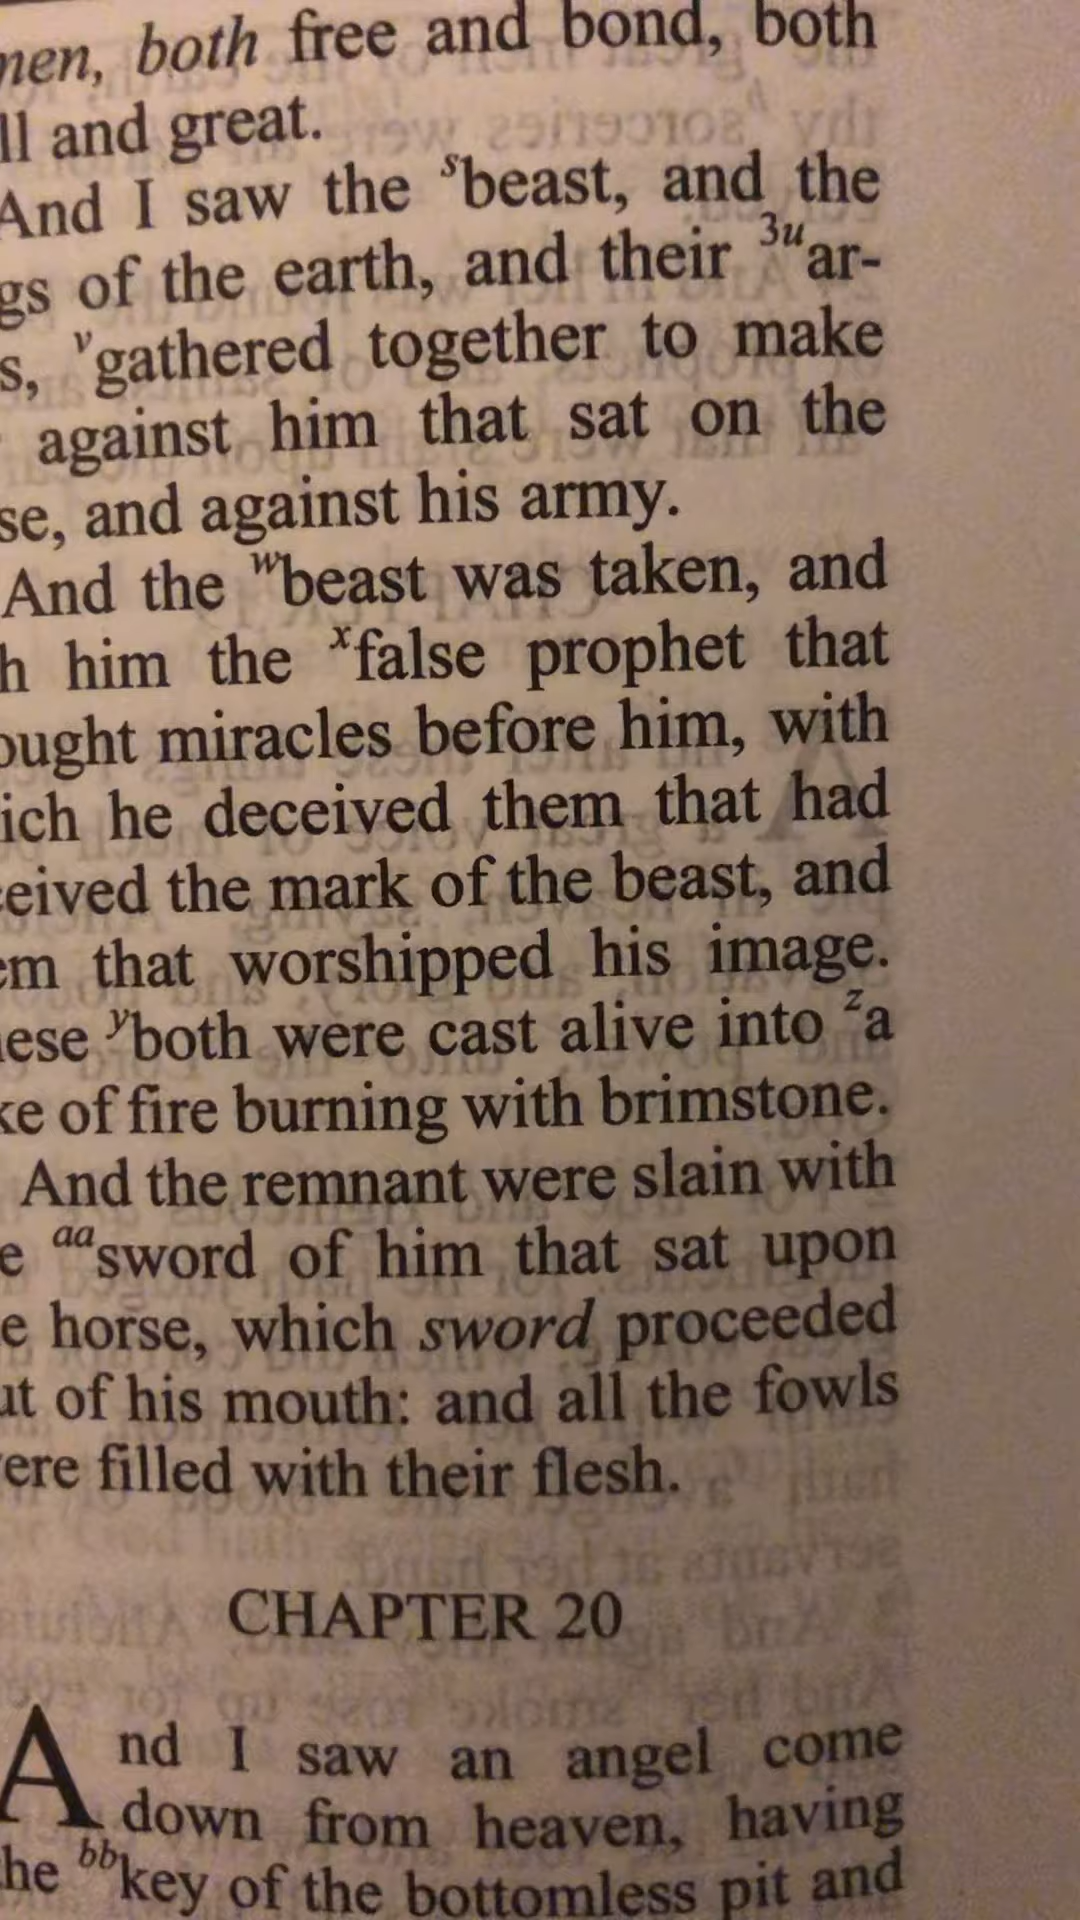 men, both free and bond, both
ll and great.
And I saw the sbeast, and the
gs of the earth, and their 3uar-
s, vgathered together to make
against him that sat on the
se, and against his army.
And the wbeast was taken, and
h him the xfalse prophet that
ought miracles before him, with
ich he deceived them that had
ceived the mark of the beast, and
em that worshipped his image.
hese yboth were cast alive into za
ke of fire burning with brimstone.
And the remnant were slain with
e aasword of him that sat upon
e horse, which sword proceeded
ut of his mouth: and all the fowls
ere filled with their flesh.
CHAPTER 20
And I saw an angel come
down from heaven, having
the bbkey of the bottomless pit and